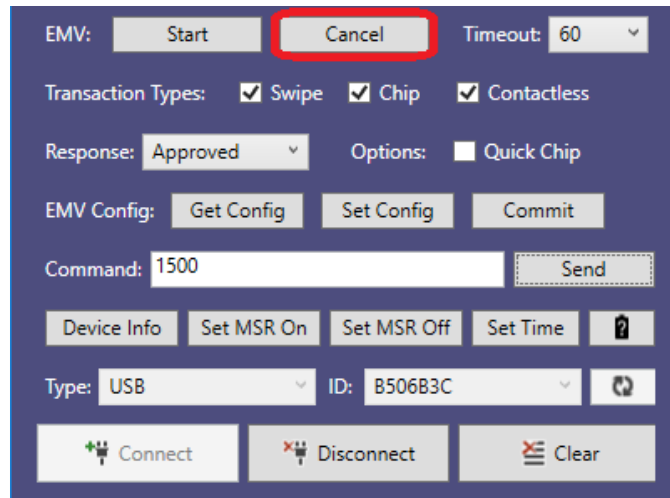 EMV: Start Cancel Timeout: 60
Transaction Types: Swipe Chip Contactless
Response: Approved Options: Quick Chip
EMV Config: Get Config Set Config Commit
Command: 1500 Send
Device Info Set MSR On Set MSR Off Set Time ?
Type: USB ID: B506B3C
Connect Disconnect Clear